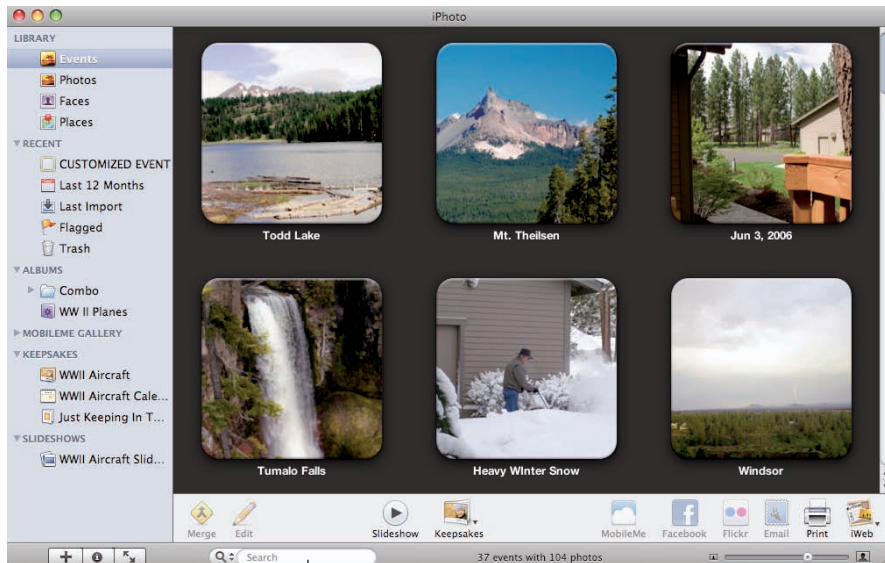 iPhoto
LIBRARY
Events
Photos
Faces
Places
RECENT
CUSTOMIZED EVENT
Last 12 Months
Last Import
Flagged
Trash
ALBUMS
Combo
WW II Planes
MOBILEME GALLERY
KEEPSAKES
WWII Aircraft
WWII Aircraft Cale...
Just Keeping In T...
SLIDESHOWS
WWII Aircraft Slid...
Todd Lake
Mt. Theilsen
Jun 3, 2006
Tumalo Falls
Heavy WInter Snow
Windsor
Merge
Edit
Slideshow
Keepsakes
MobileMe
Facebook
Flickr
Email
Print
iWeb
Search
37 events with 104 photos